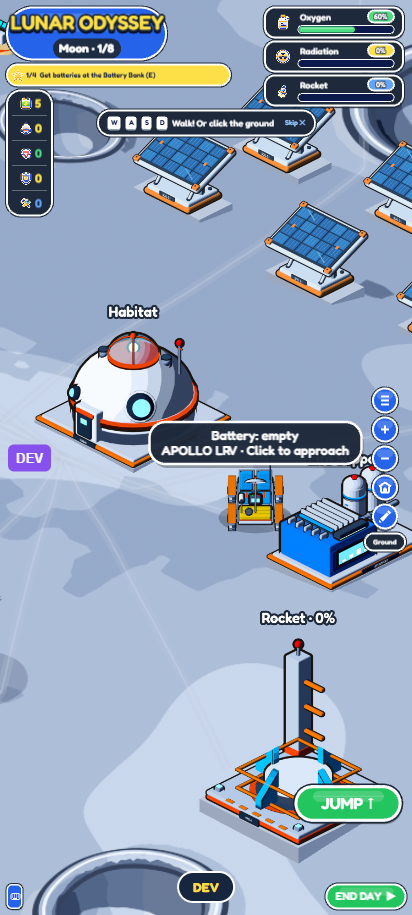 LUNAR ODYSSEY
Moon · 1/8
Oxygen 60%
Radiation 0%
Rocket 0%
1/4 Get batteries at the Battery Bank (E)
5
0
0
0
0
W A S D Walk! Or click the ground Skip ✕
Habitat
Battery: empty
APOLLO LRV · Click to approach
DEV
Ground
Rocket · 0%
JUMP ↑
DEV
END DAY ▶